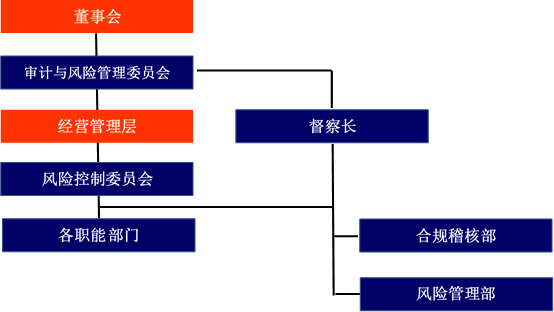 董事会
审计与风险管理委员会
经营管理层
督察长
风险控制委员会
各职能部门
合规稽核部
风险管理部